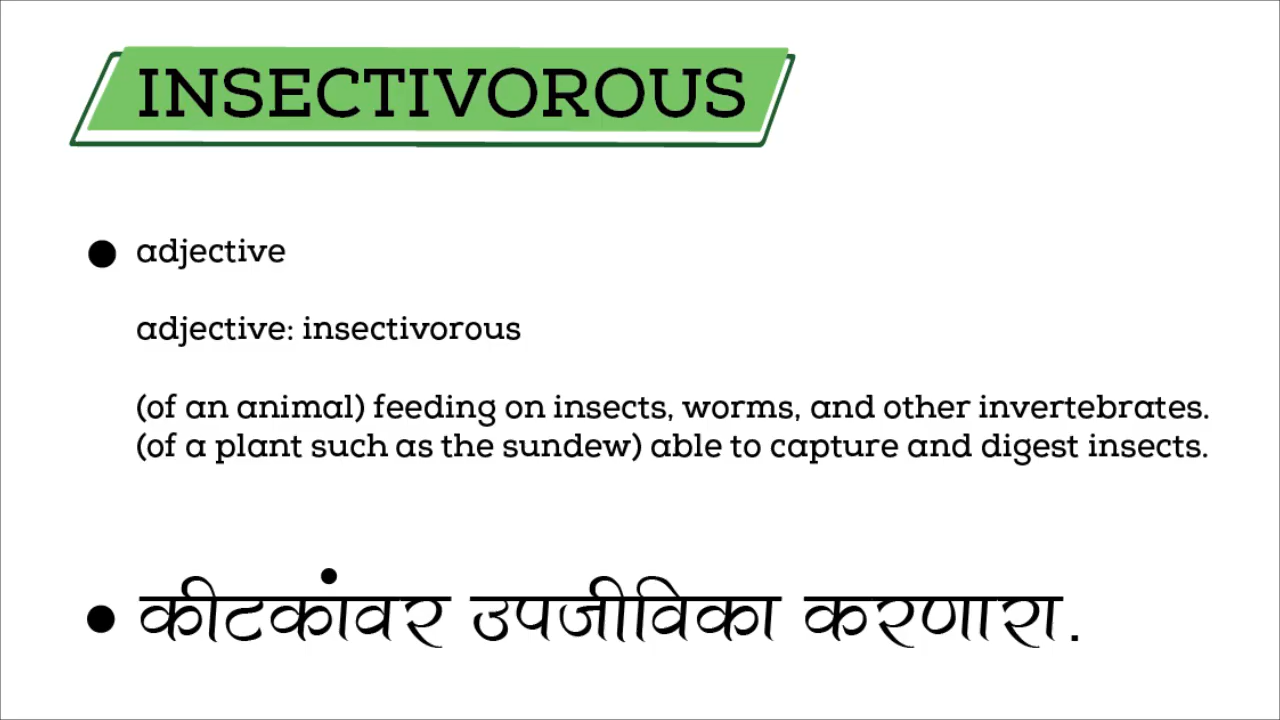 INSECTIVOROUS
● adjective
adjective: insectivorous
(of an animal) feeding on insects, worms, and other invertebrates.
(of a plant such as the sundew) able to capture and digest insects.
● कीटकांवर उपजीविका करणारा.